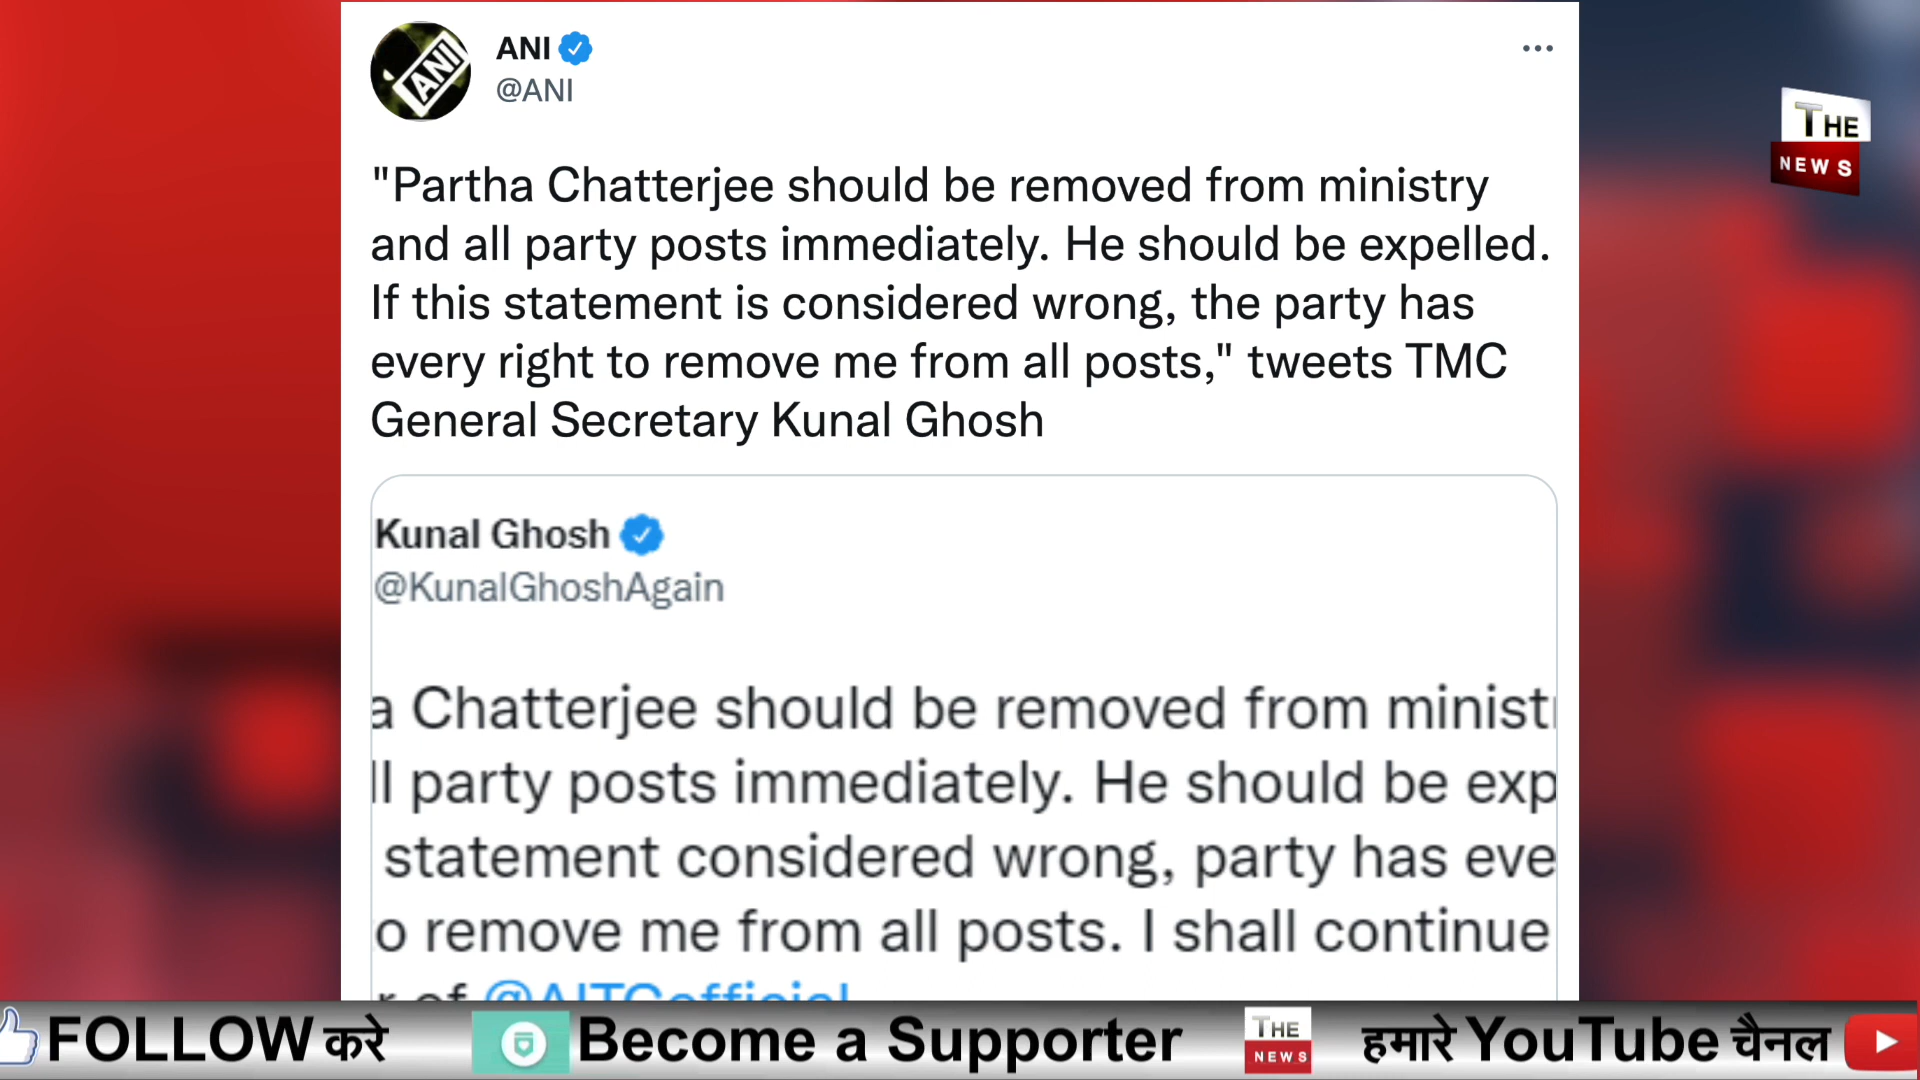 ANI
@ANI
THE
NEWS
"Partha Chatterjee should be removed from ministry
and all party posts immediately. He should be expelled.
If this statement is considered wrong, the party has
every right to remove me from all posts," tweets TMC
General Secretary Kunal Ghosh
Kunal Ghosh
@KunalGhoshAgain
a Chatterjee should be removed from minist
ll party posts immediately. He should be exp
statement considered wrong, party has eve
o remove me from all posts. I shall continue
r of @AITCofficial
FOLLOW करे Become a Supporter THE NEWS हमारे YouTube चैनल